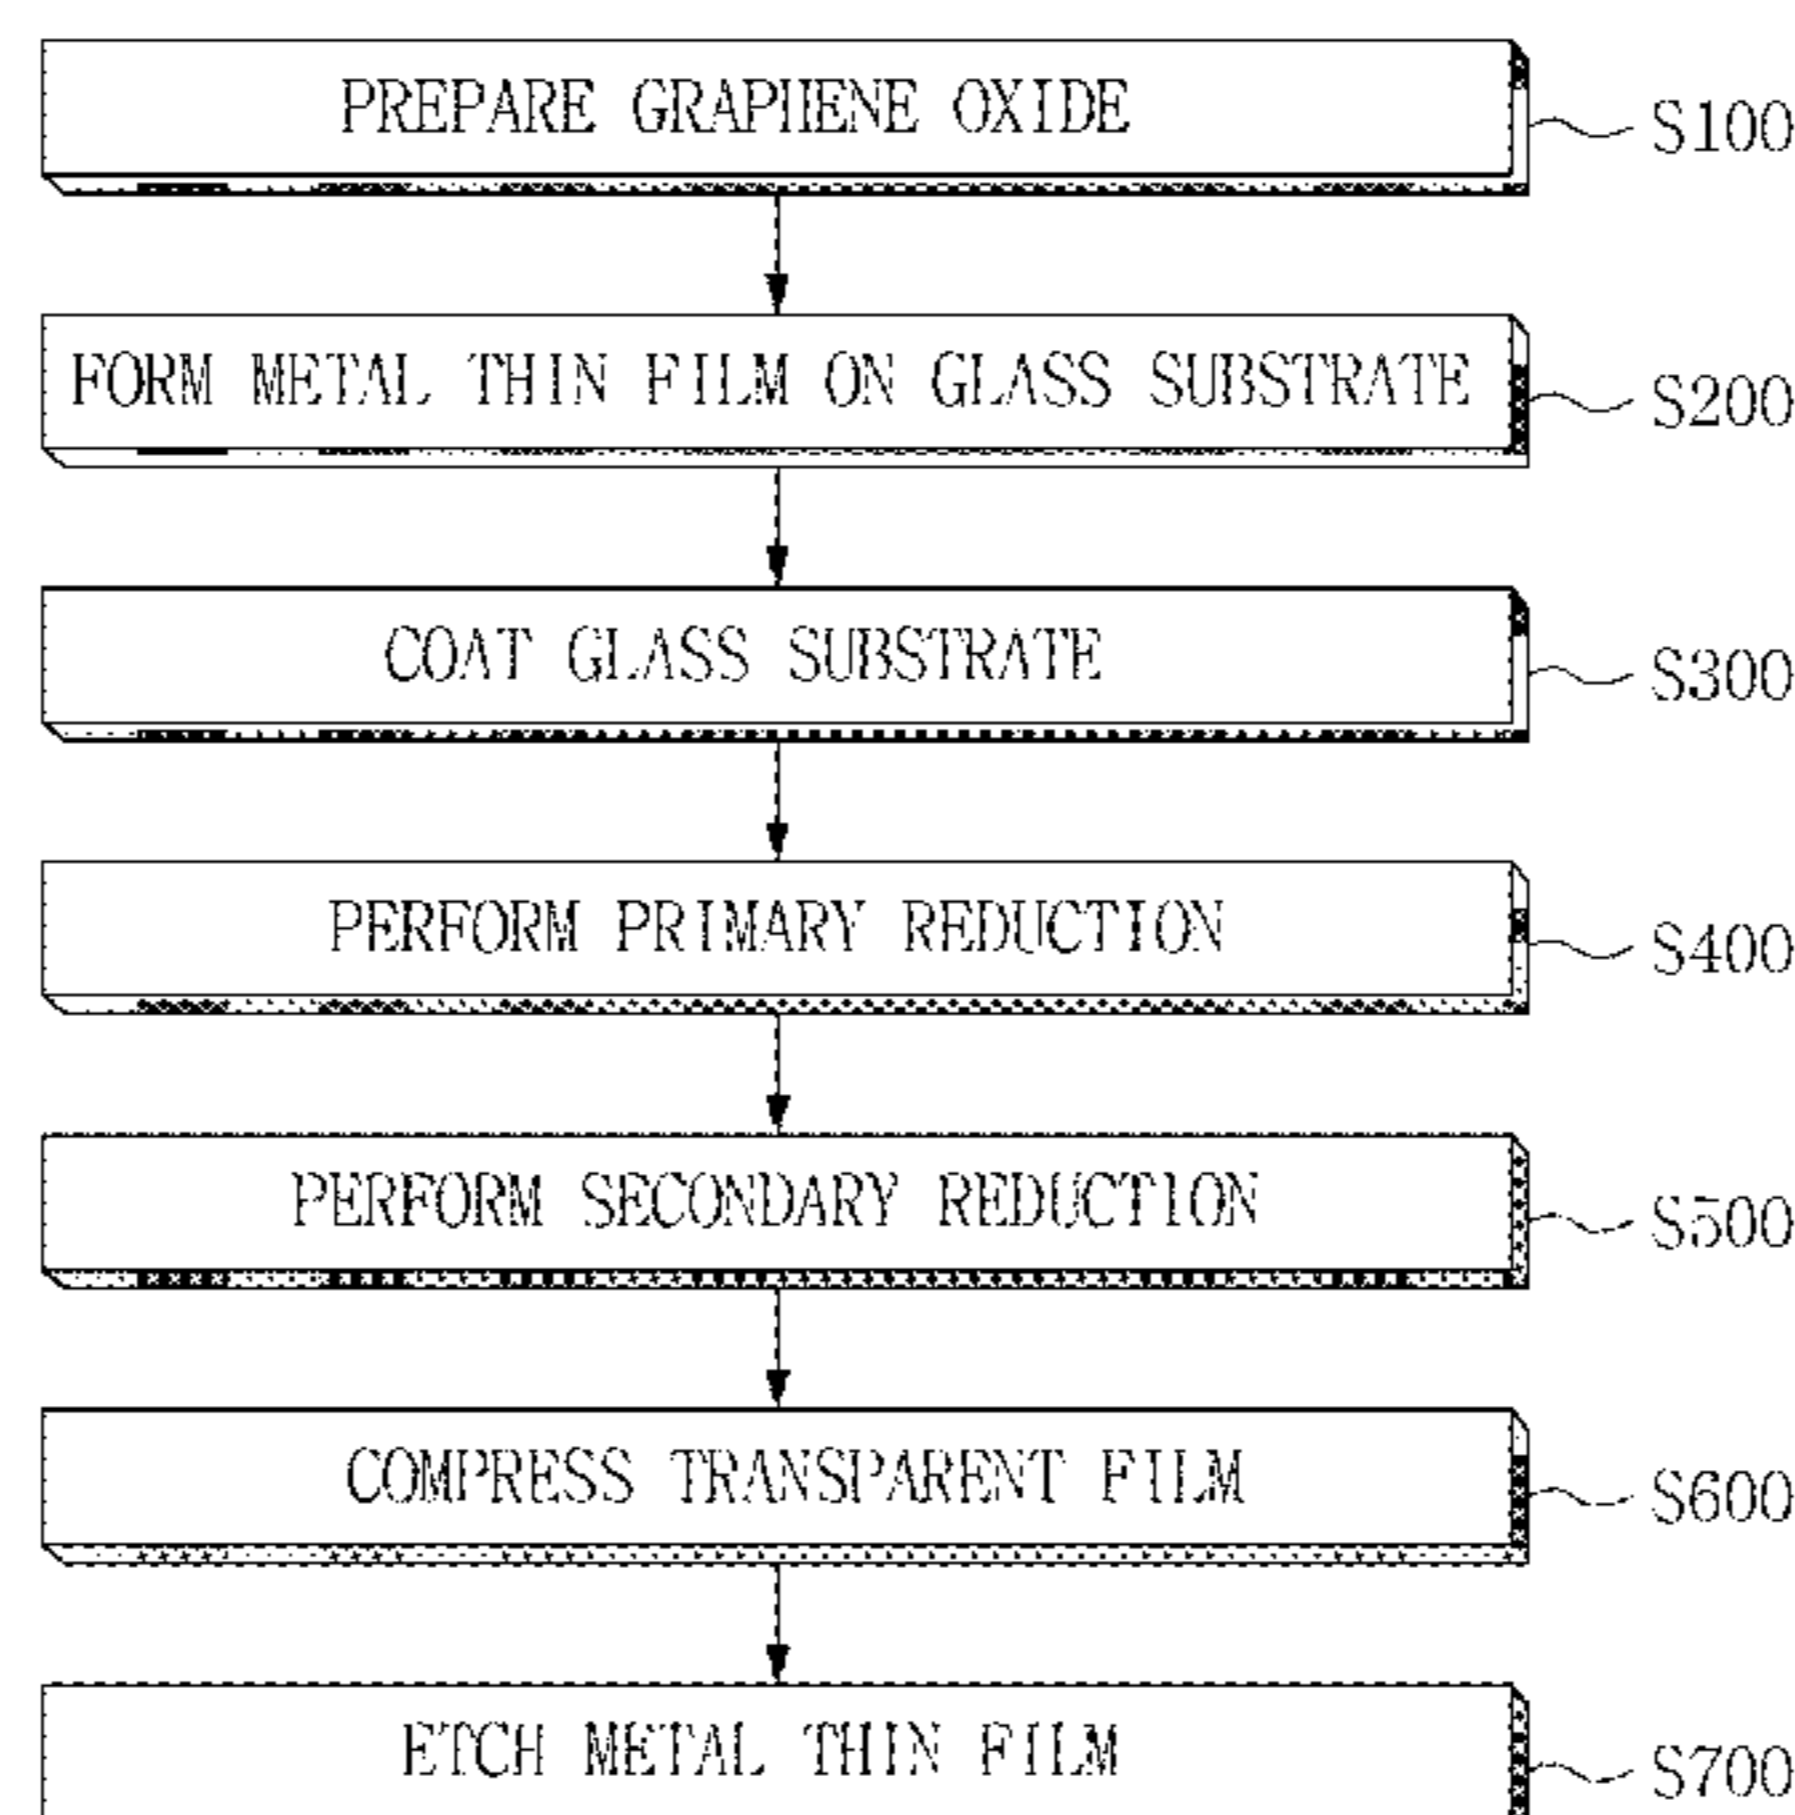 PREPARE GRAPHENE OXIDE
S100
FORM METAL THIN FILM ON GLASS SUBSTRATE
S200
COAT GLASS SUBSTRATE
S300
PERFORM PRIMARY REDUCTION
S400
PERFORM SECONDARY REDUCTION
S500
COMPRESS TRANSPARENT FILM
S600
ETCH METAL THIN FILM
S700